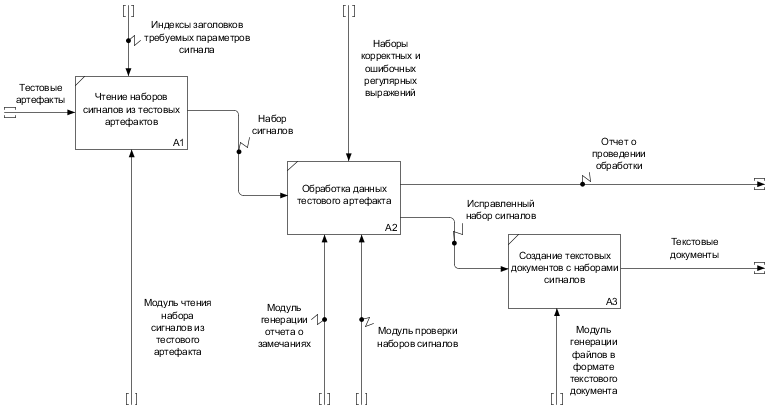 Индексы заголовков
требуемых параметров
сигнала
Наборы
корректных и
ошибочных
регулярных
выражений
Тестовые
артефакты
Чтение наборов
сигналов из тестовых
артефактов
A1
Набор
сигналов
Отчет о
проведении
обработки
Обработка данных
тестового артефакта
A2
Исправленный
набор сигналов
Текстовые
документы
Создание текстовых
документов с наборами
сигналов
A3
Модуль чтения
набора
сигналов из
тестового
артефакта
Модуль
генерации
отчета о
замечаниях
Модуль проверки
наборов сигналов
Модуль
генерации
файлов в
формате
текстового
документа